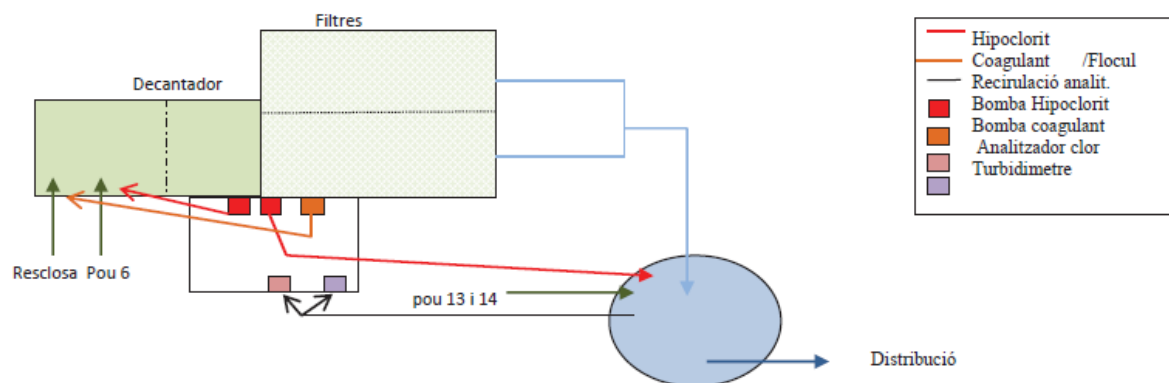 Filtres
Decantador
Resclosa Pou 6
pou 13 i 14
Distribució
Hipoclorit
Coagulant /Flocul
Recirulació analit.
Bomba Hipoclorit
Bomba coagulant
Analitzador clor
Turbidimetre